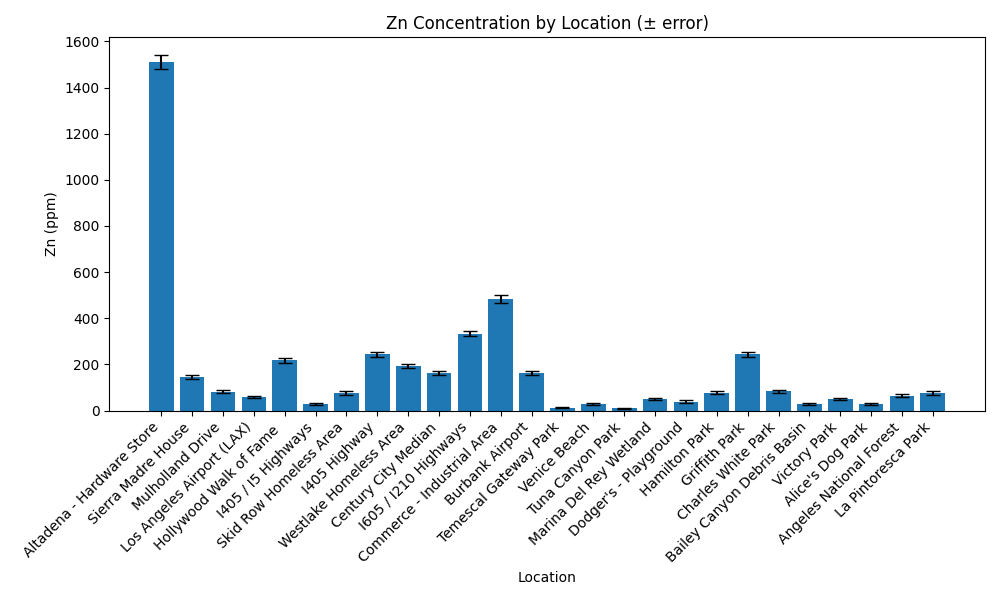 Zn Concentration by Location (± error)
Zn (ppm)
1600
1400
1200
1000
800
600
400
200
0
Altadena - Hardware Store
Sierra Madre House
Mulholland Drive
Los Angeles Airport (LAX)
Hollywood Walk of Fame
I405 / I5 Highways
Skid Row Homeless Area
I405 Highway
Westlake Homeless Area
Century City Median
I605 / I210 Highways
Commerce - Industrial Area
Burbank Airport
Temescal Gateway Park
Venice Beach
Tuna Canyon Park
Marina Del Rey Wetland
Dodger's - Playground
Hamilton Park
Griffith Park
Charles White Park
Bailey Canyon Debris Basin
Victory Park
Alice's Dog Park
Angeles National Forest
La Pintoresca Park
Location